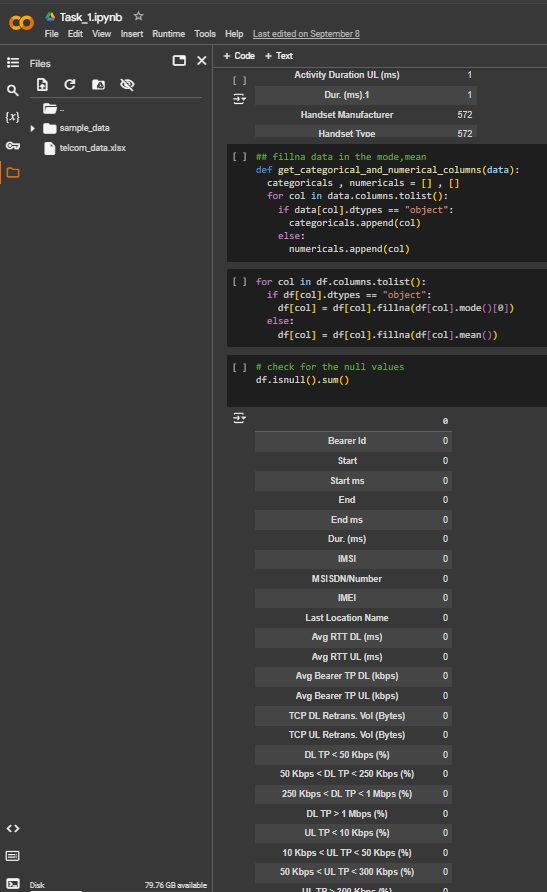 Task_1.ipynb
File Edit View Insert Runtime Tools Help Last edited on September 8
Files
..
sample_data
telcom_data.xlsx
{x}
Disk 79.76 GB available
+ Code + Text
Activity Duration UL (ms) 1
[ ]
Dur. (ms).1 1
Handset Manufacturer 572
Handset Type 572
[ ] ## fillna data in the mode,mean
def get_categorical_and_numerical_columns(data):
categoricals , numericals = [] , []
for col in data.columns.tolist():
if data[col].dtypes == "object":
categoricals.append(col)
else:
numericals.append(col)
[ ] for col in df.columns.tolist():
if df[col].dtypes == "object":
df[col] = df[col].fillna(df[col].mode()[0])
else:
df[col] = df[col].fillna(df[col].mean())
[ ] # check for the null values
df.isnull().sum()
0
Bearer Id 0
Start 0
Start ms 0
End 0
End ms 0
Dur. (ms) 0
IMSI 0
MSISDN/Number 0
IMEI 0
Last Location Name 0
Avg RTT DL (ms) 0
Avg RTT UL (ms) 0
Avg Bearer TP DL (kbps) 0
Avg Bearer TP UL (kbps) 0
TCP DL Retrans. Vol (Bytes) 0
TCP UL Retrans. Vol (Bytes) 0
DL TP < 50 Kbps (%) 0
50 Kbps < DL TP < 250 Kbps (%) 0
250 Kbps < DL TP < 1 Mbps (%) 0
DL TP > 1 Mbps (%) 0
UL TP < 10 Kbps (%) 0
10 Kbps < UL TP < 50 Kbps (%) 0
50 Kbps < UL TP < 300 Kbps (%) 0
UL TP > 300 Kbps (%) 0